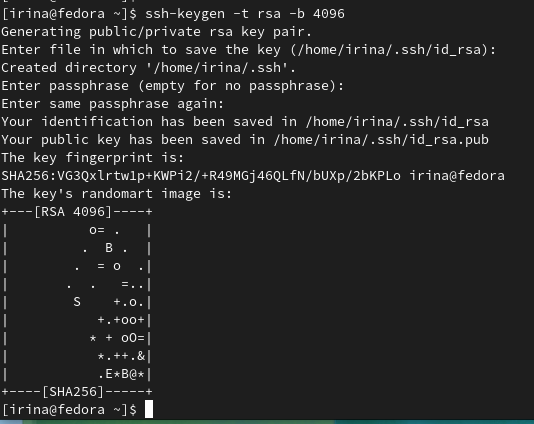 [irina@fedora ~]$ ssh-keygen -t rsa -b 4096
Generating public/private rsa key pair.
Enter file in which to save the key (/home/irina/.ssh/id_rsa):
Created directory '/home/irina/.ssh'.
Enter passphrase (empty for no passphrase):
Enter same passphrase again:
Your identification has been saved in /home/irina/.ssh/id_rsa
Your public key has been saved in /home/irina/.ssh/id_rsa.pub
The key fingerprint is:
SHA256:VG3Qxlrtw1p+KWPi2/+R49MGj46QLfN/bUXp/2bKPLo irina@fedora
The key's randomart image is:
+---[RSA 4096]----+
|          o= .   |
|         .  B .  |
|        .  = o  .|
|       .  .   =..|
|        S    +.o.|
|           +.+oo+|
|          * + oO=|
|           *.++.&|
|           .E*B@*|
+----[SHA256]-----+
[irina@fedora ~]$